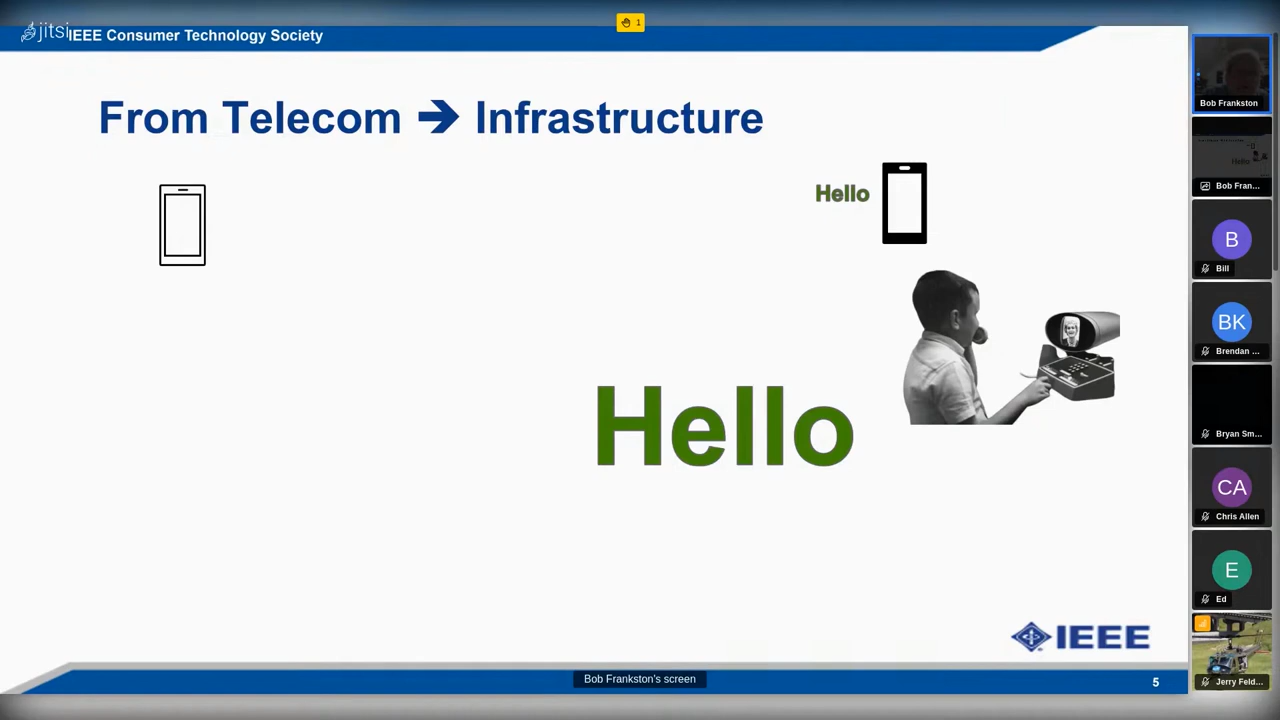 jitsi
IEEE Consumer Technology Society
1
From Telecom ➔ Infrastructure
Hello
Hello
IEEE
Bob Frankston's screen
5
Bob Frankston
Bob Fran...
B
Bill
BK
Brendan ...
Bryan Sm...
CA
Chris Allen
E
Ed
Jerry Feld...